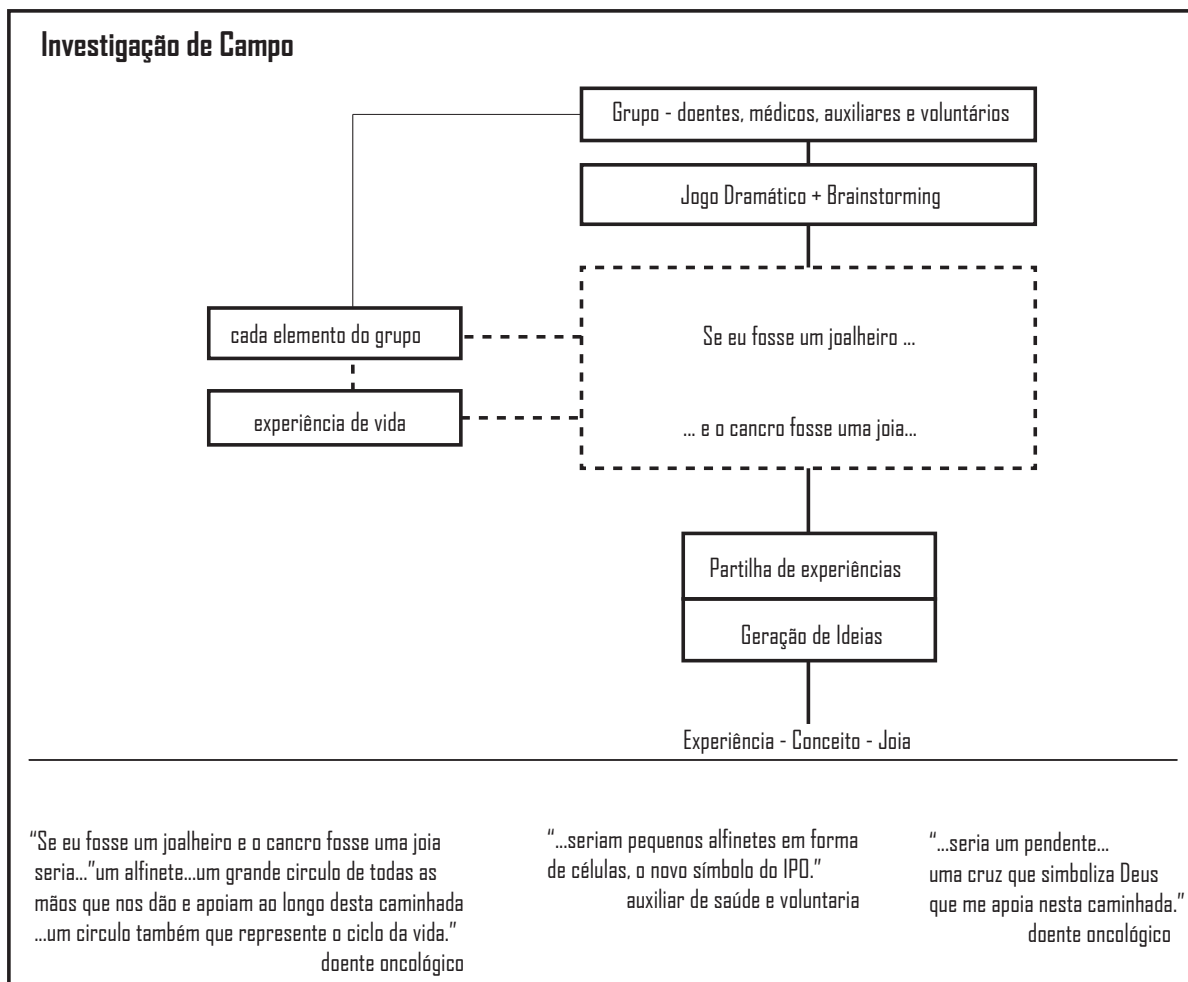 Investigação de Campo
Grupo - doentes, médicos, auxiliares e voluntários
Jogo Dramático + Brainstorming
cada elemento do grupo
Se eu fosse um joalheiro ...
experiência de vida
... e o cancro fosse uma joia...
Partilha de experiências
Geração de Ideias
Experiência - Conceito - Joia
“Se eu fosse um joalheiro e o cancro fosse uma joia
seria...”um alfinete...um grande circulo de todas as
mãos que nos dão e apoiam ao longo desta caminhada
...um circulo também que represente o ciclo da vida.”
doente oncológico
“...seriam pequenos alfinetes em forma
de células, o novo símbolo do IPO.”
auxiliar de saúde e voluntaria
“...seria um pendente...
uma cruz que simboliza Deus
que me apoia nesta caminhada.”
doente oncológico